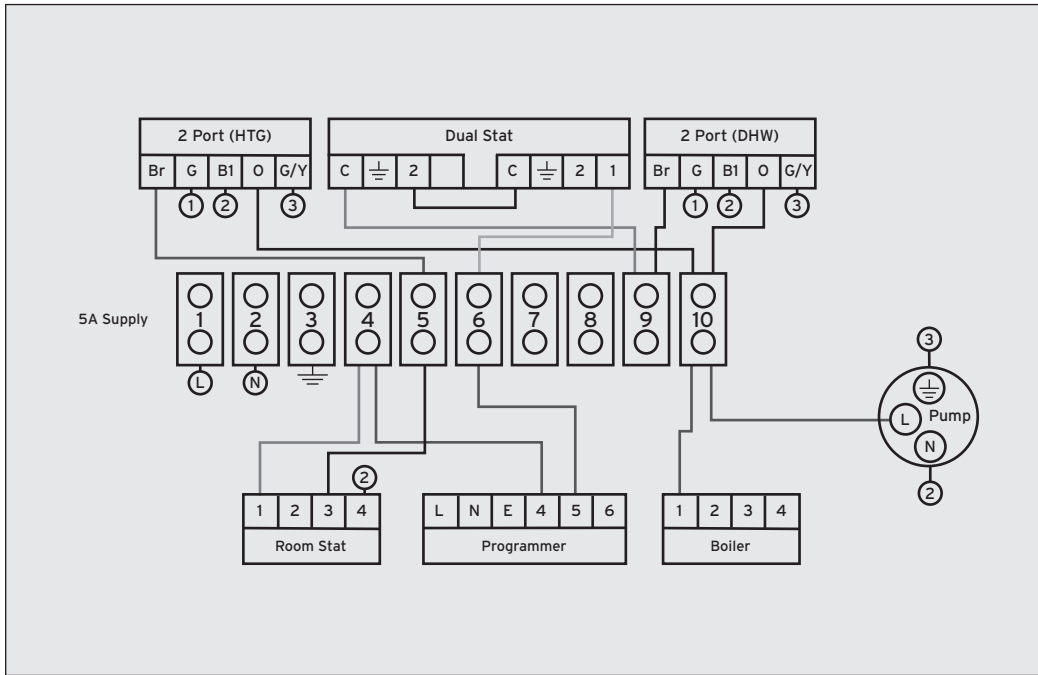 2 Port (HTG)
Dual Stat
2 Port (DHW)
Br G B1 O G/Y
C 2 C 2 1
Br G B1 O G/Y
1 2 3
1 2 3
5A Supply
1 2 3 4 5 6 7 8 9 10
L N
3
L Pump
N
2
2
1 2 3 4
Room Stat
L N E 4 5 6
Programmer
1 2 3 4
Boiler